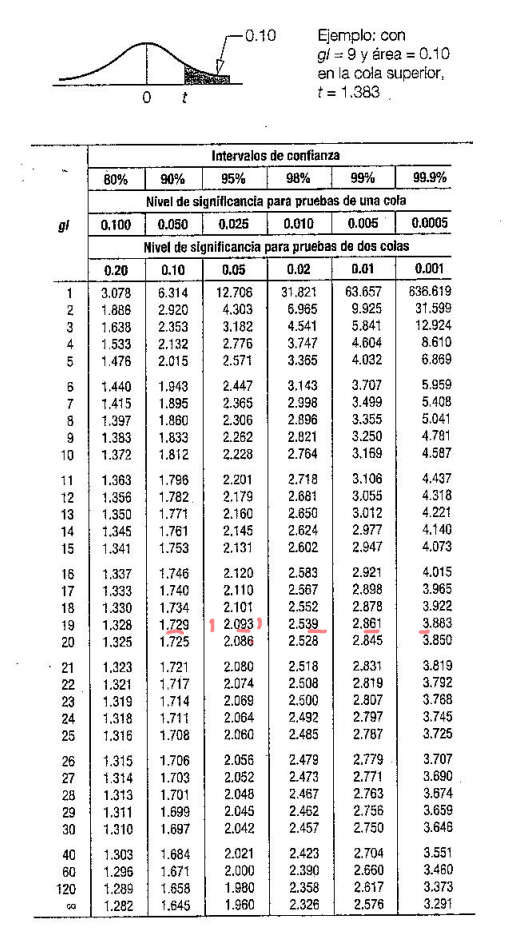 0.10
0 t
Ejemplo: con
gl = 9 y área = 0.10
en la cola superior,
t = 1.383
Intervalos de confianza
80% 90% 95% 98% 99% 99.9%
Nivel de significancia para pruebas de una cola
gl 0.100 0.050 0.025 0.010 0.005 0.0005
Nivel de significancia para pruebas de dos colas
0.20 0.10 0.05 0.02 0.01 0.001
1 3.078 6.314 12.706 31.821 63.657 636.619
2 1.886 2.920 4.303 6.965 9.925 31.599
3 1.638 2.353 3.182 4.541 5.841 12.924
4 1.533 2.132 2.776 3.747 4.604 8.610
5 1.476 2.015 2.571 3.365 4.032 6.869
6 1.440 1.943 2.447 3.143 3.707 5.959
7 1.415 1.895 2.365 2.998 3.499 5.408
8 1.397 1.860 2.306 2.896 3.355 5.041
9 1.383 1.833 2.262 2.821 3.250 4.781
10 1.372 1.812 2.228 2.764 3.169 4.587
11 1.363 1.796 2.201 2.718 3.106 4.437
12 1.356 1.782 2.179 2.681 3.055 4.318
13 1.350 1.771 2.160 2.650 3.012 4.221
14 1.345 1.761 2.145 2.624 2.977 4.140
15 1.341 1.753 2.131 2.602 2.947 4.073
16 1.337 1.746 2.120 2.583 2.921 4.015
17 1.333 1.740 2.110 2.567 2.898 3.965
18 1.330 1.734 2.101 2.552 2.878 3.922
19 1.328 1.729 2.093 2.539 2.861 3.883
20 1.325 1.725 2.086 2.528 2.845 3.850
21 1.323 1.721 2.080 2.518 2.831 3.819
22 1.321 1.717 2.074 2.508 2.819 3.792
23 1.319 1.714 2.069 2.500 2.807 3.768
24 1.318 1.711 2.064 2.492 2.797 3.745
25 1.316 1.708 2.060 2.485 2.787 3.725
26 1.315 1.706 2.056 2.479 2.779 3.707
27 1.314 1.703 2.052 2.473 2.771 3.690
28 1.313 1.701 2.048 2.467 2.763 3.674
29 1.311 1.699 2.045 2.462 2.756 3.659
30 1.310 1.697 2.042 2.457 2.750 3.646
40 1.303 1.684 2.021 2.423 2.704 3.551
60 1.296 1.671 2.000 2.390 2.660 3.460
120 1.289 1.658 1.980 2.358 2.617 3.373
∞ 1.282 1.645 1.960 2.326 2.576 3.291